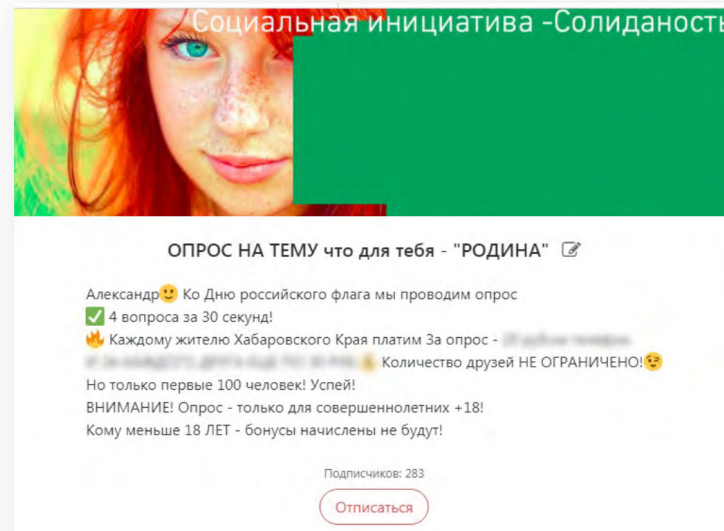 Социальная инициатива -Солиданость
ОПРОС НА ТЕМУ что для тебя - "РОДИНА"
Александр🙂 Ко Дню российского флага мы проводим опрос
✅ 4 вопроса за 30 секунд!
🔥 Каждому жителю Хабаровского Края платим За опрос -
Количество друзей НЕ ОГРАНИЧЕНО!😉
Но только первые 100 человек! Успей!
ВНИМАНИЕ! Опрос - только для совершеннолетних +18!
Кому меньше 18 ЛЕТ - бонусы начислены не будут!
Подписчиков: 283
Отписаться